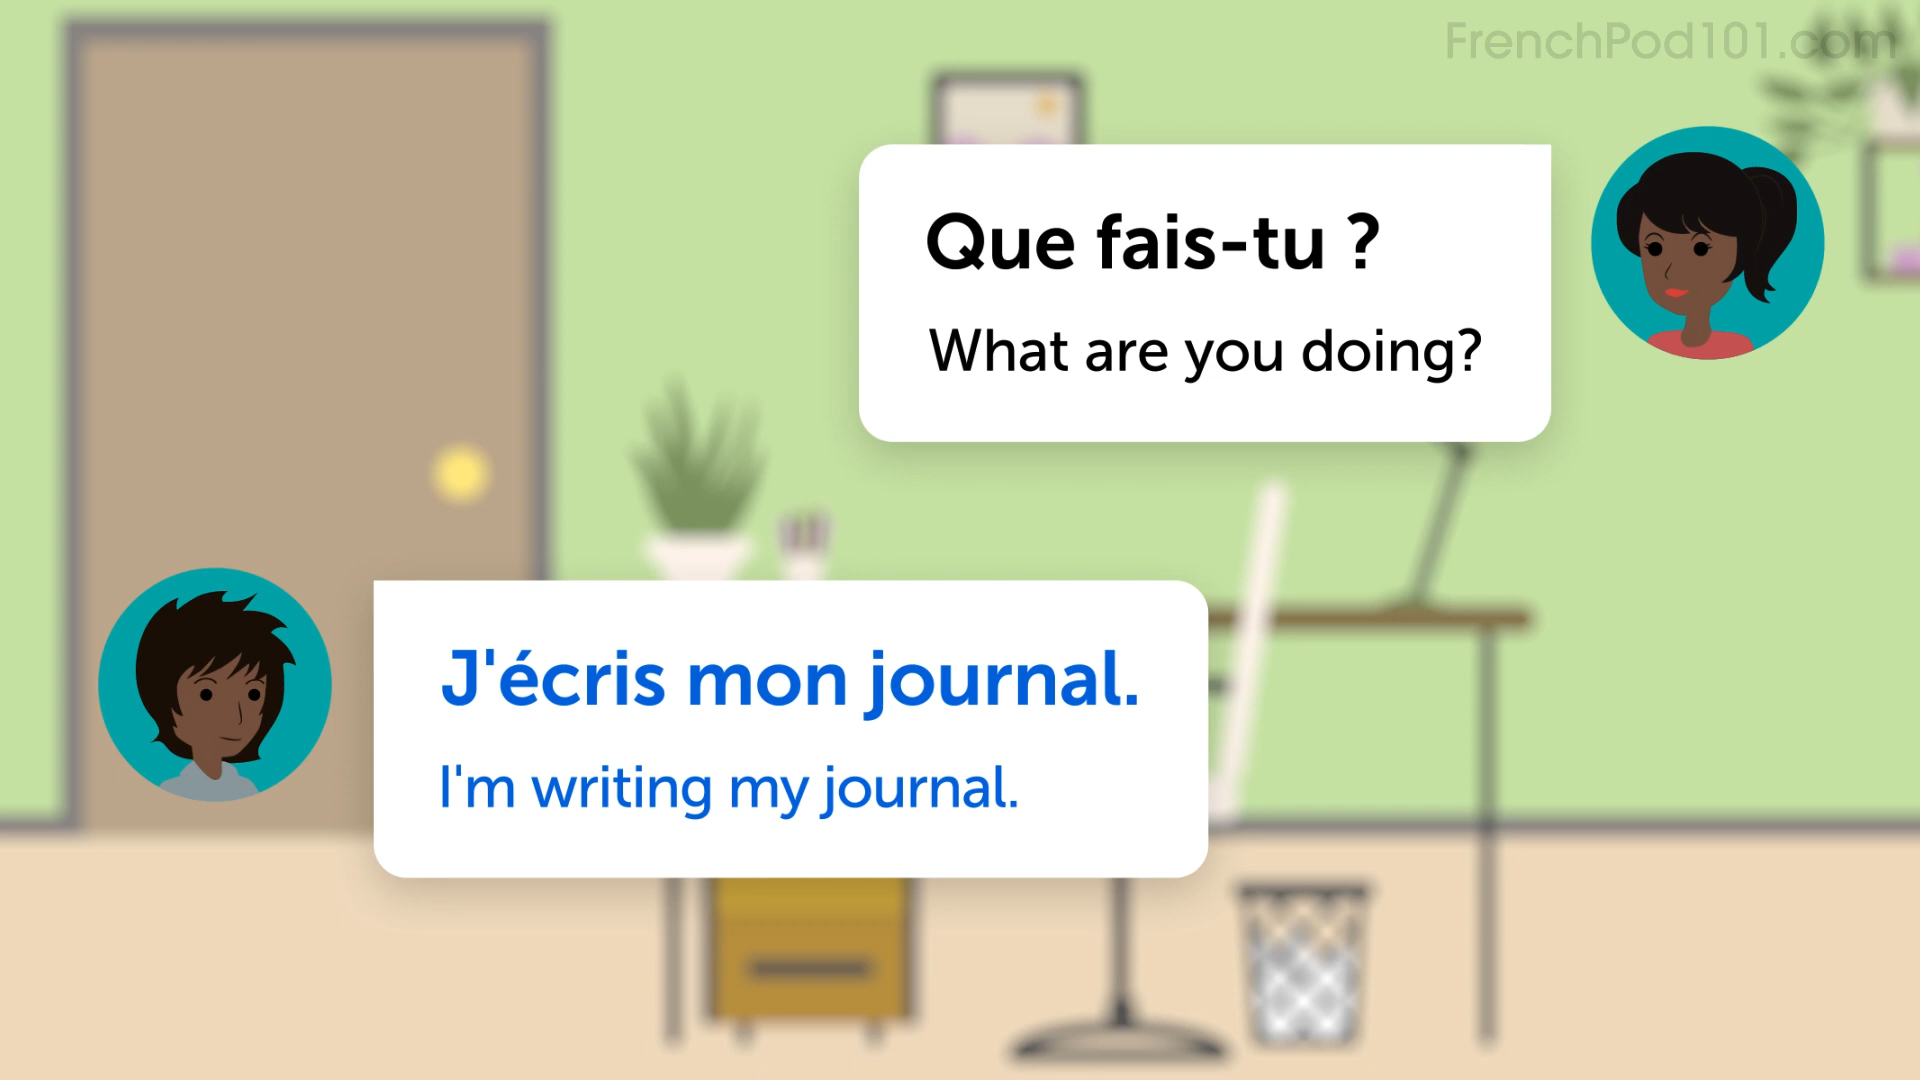 FrenchPod101.com
Que fais-tu ?
What are you doing?
J'écris mon journal.
I'm writing my journal.